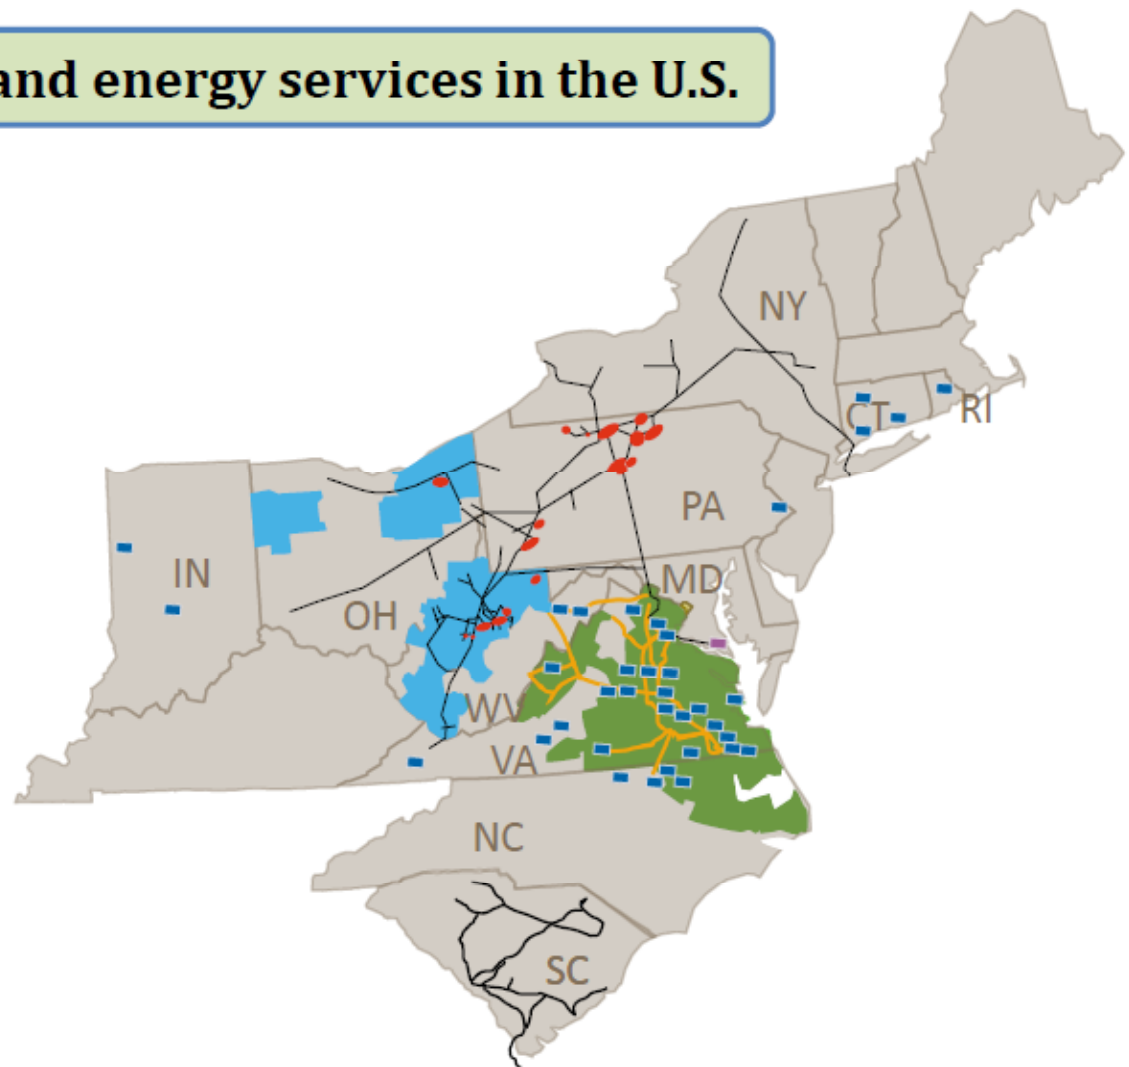 and energy services in the U.S.
NY
CT
RI
PA
IN
MD
OH
WV
VA
NC
SC